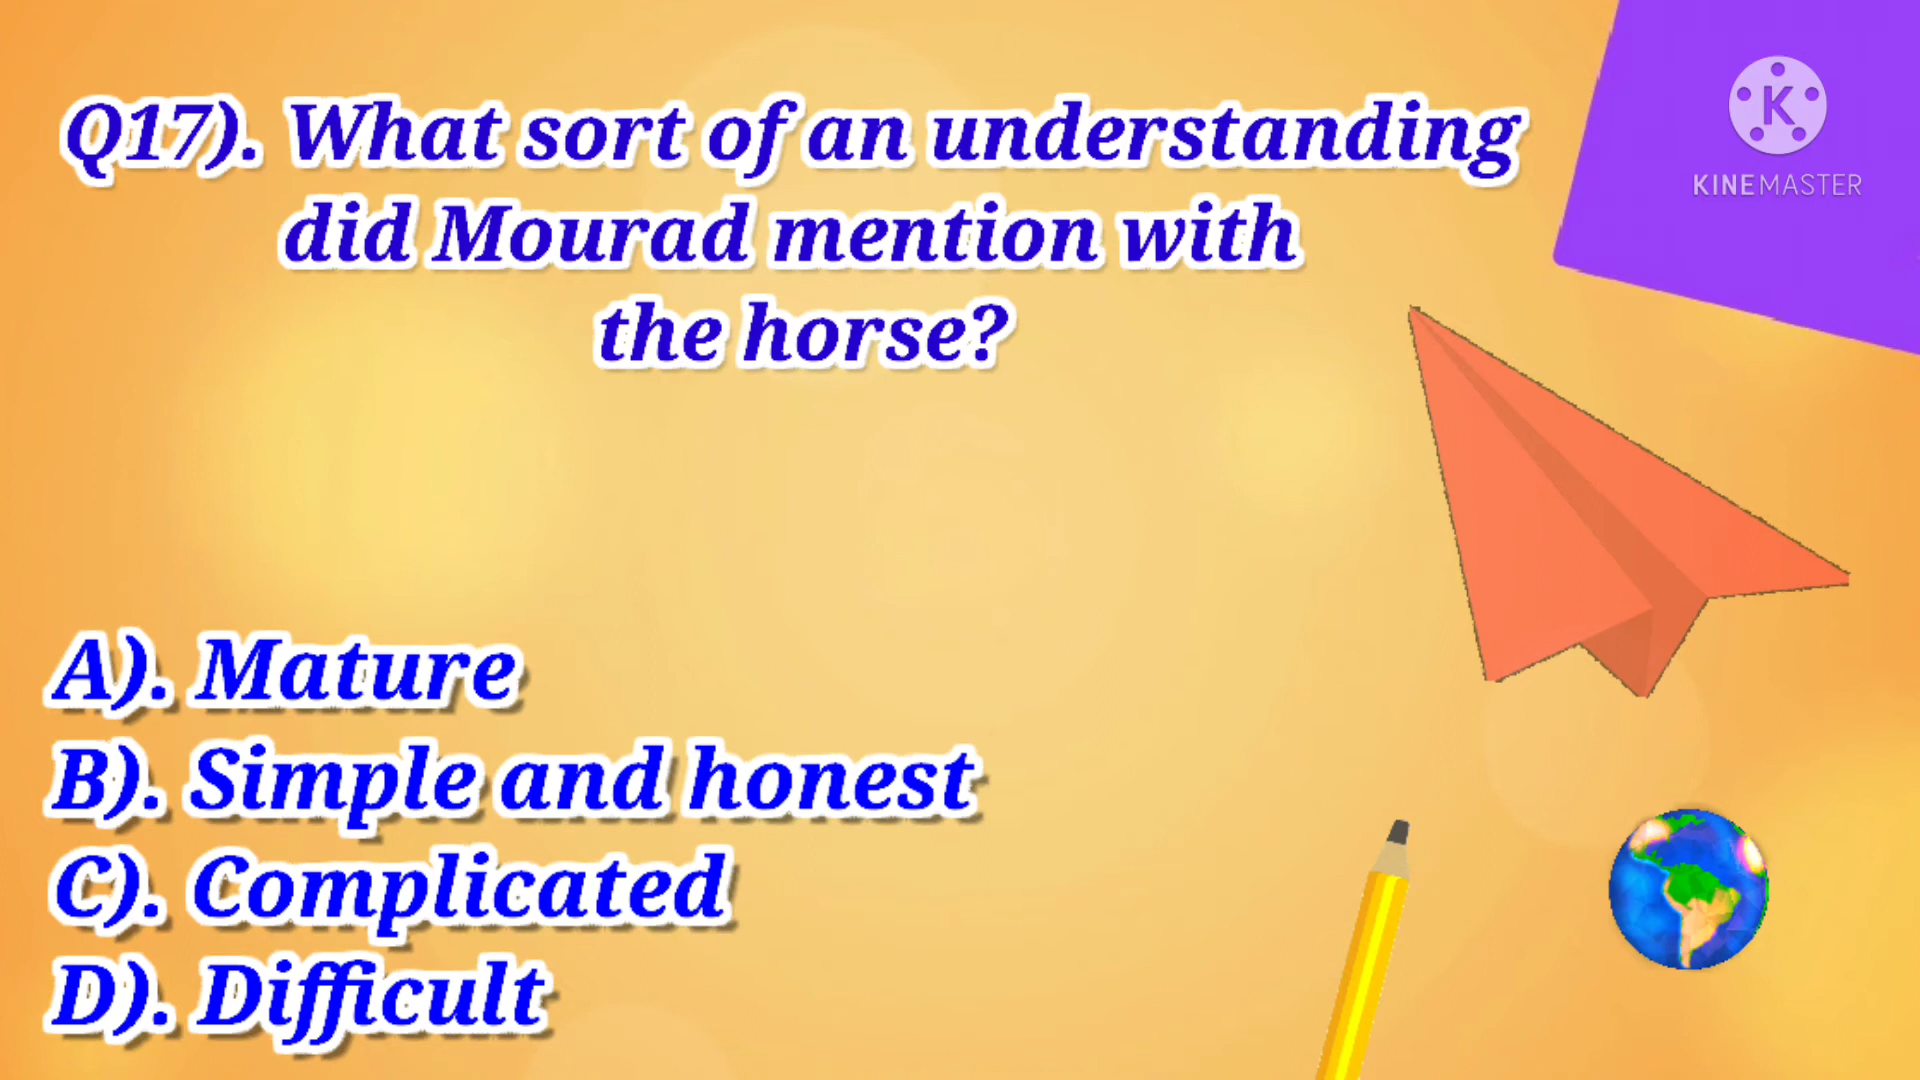 Q17). What sort of an understanding
did Mourad mention with
the horse?
K
KINEMASTER
A). Mature
B). Simple and honest
C). Complicated
D). Difficult